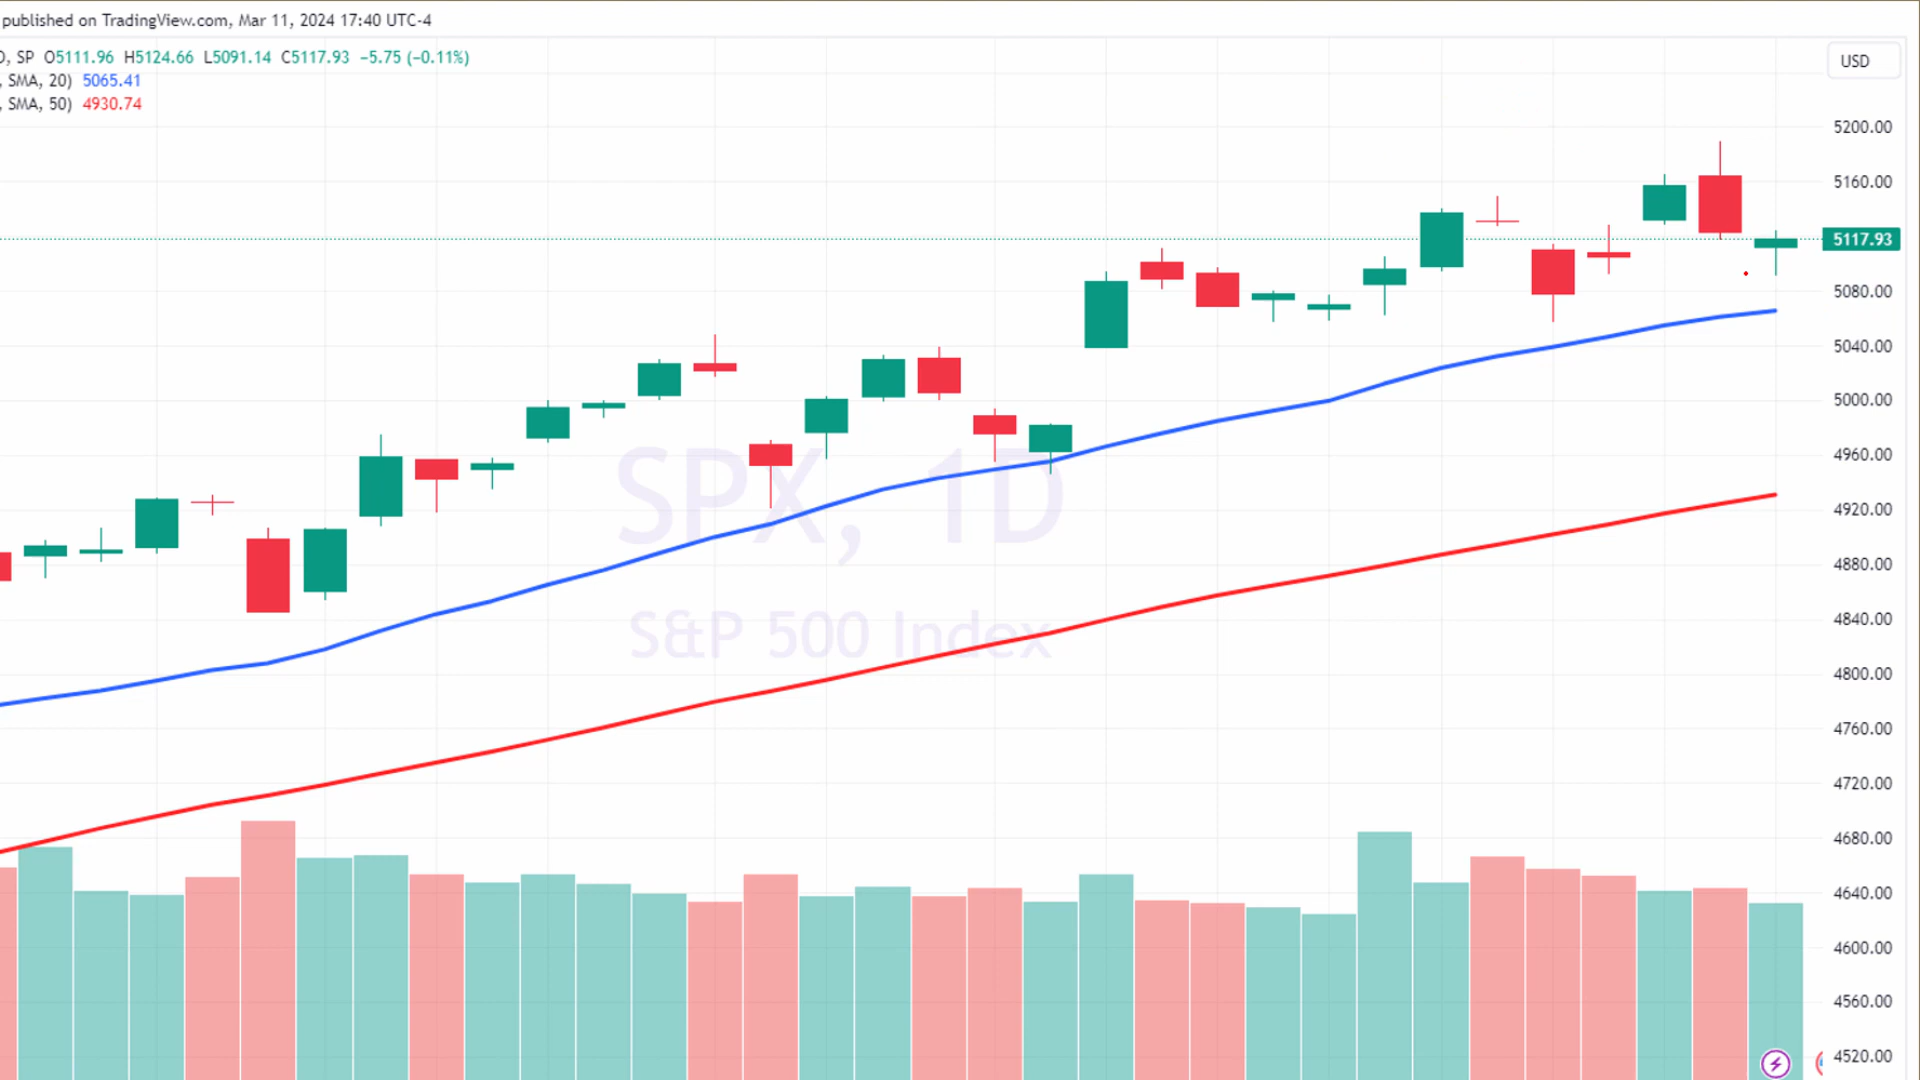 published on TradingView.com, Mar 11, 2024 17:40 UTC-4
, SP O5111.96 H5124.66 L5091.14 C5117.93 −5.75 (−0.11%)
, SMA, 20) 5065.41
, SMA, 50) 4930.74
USD
5200.00
5160.00
5117.93
5080.00
5040.00
5000.00
4960.00
4920.00
4880.00
4840.00
4800.00
4760.00
4720.00
4680.00
4640.00
4600.00
4560.00
4520.00
SPX, 1D
S&P 500 Index